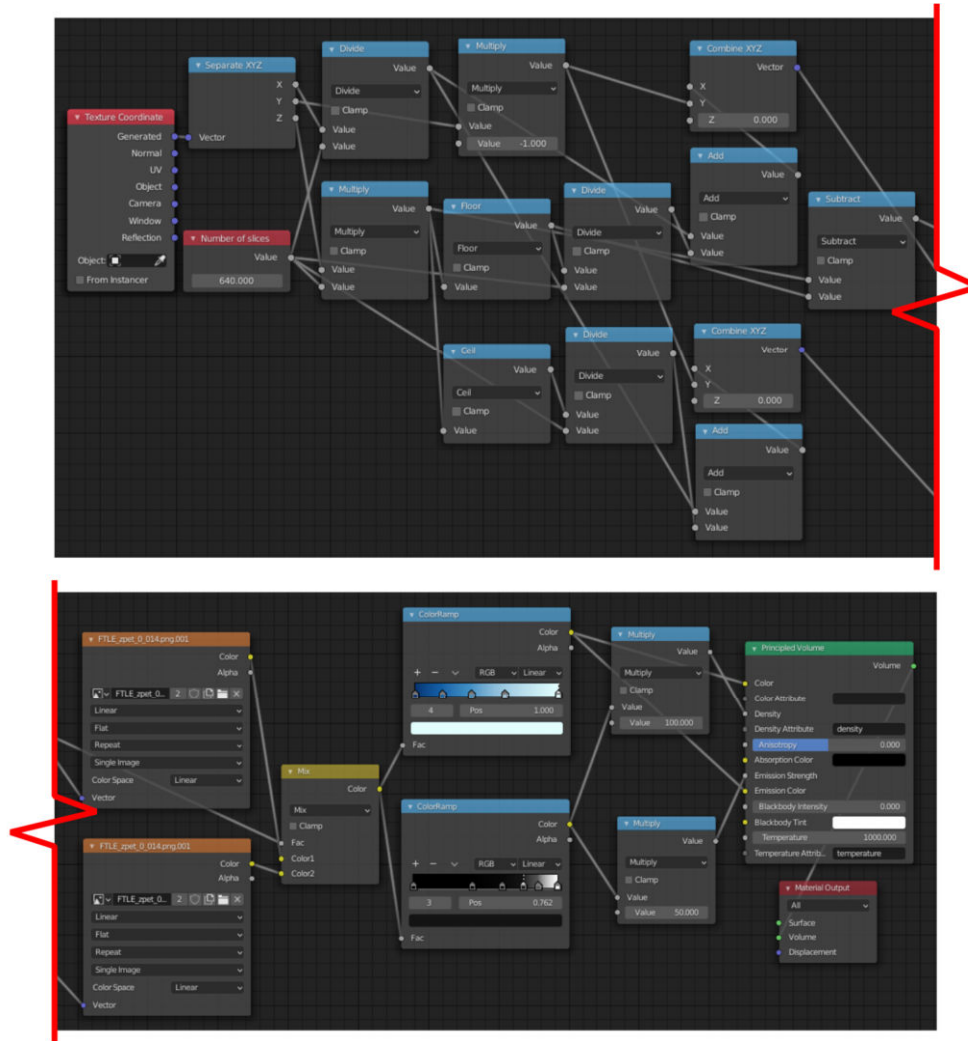 Texture Coordinate
Generated
Normal
UV
Object
Camera
Window
Reflection
Object:
From Instancer
Separate XYZ
X
Y
Z
Vector
Number of slices
Value
640.000
Divide
Value
Divide
Clamp
Value
Value
Multiply
Value
Multiply
Clamp
Value
Value -1.000
Combine XYZ
Vector
X
Y
Z 0.000
Multiply
Value
Multiply
Clamp
Value
Value
Floor
Value
Floor
Clamp
Value
Divide
Value
Divide
Clamp
Value
Value
Add
Value
Add
Clamp
Value
Value
Subtract
Value
Subtract
Clamp
Value
Value
Ceil
Value
Ceil
Clamp
Value
Divide
Value
Divide
Clamp
Value
Value
Combine XYZ
Vector
X
Y
Z 0.000
Add
Value
Add
Clamp
Value
Value
FTLE_zpet_0_014.png.001
Color
Alpha
FTLE_zpet_0... 2
Linear
Flat
Repeat
Single Image
Color Space Linear
Vector
FTLE_zpet_0_014.png.001
Color
Alpha
FTLE_zpet_0... 2
Linear
Flat
Repeat
Single Image
Color Space Linear
Vector
Mix
Color
Mix
Clamp
Fac
Color1
Color2
ColorRamp
Color
Alpha
+ − RGB Linear
4 Pos 1.000
Fac
ColorRamp
Color
Alpha
+ − RGB Linear
3 Pos 0.762
Fac
Multiply
Value
Multiply
Clamp
Value
Value 100.000
Multiply
Value
Multiply
Clamp
Value
Value 50.000
Principled Volume
Volume
Color
Color Attribute
Density
Density Attribute density
Anisotropy 0.000
Absorption Color
Emission Strength
Emission Color
Blackbody Intensity 0.000
Blackbody Tint
Temperature 1000.000
Temperature Attrib... temperature
Material Output
All
Surface
Volume
Displacement